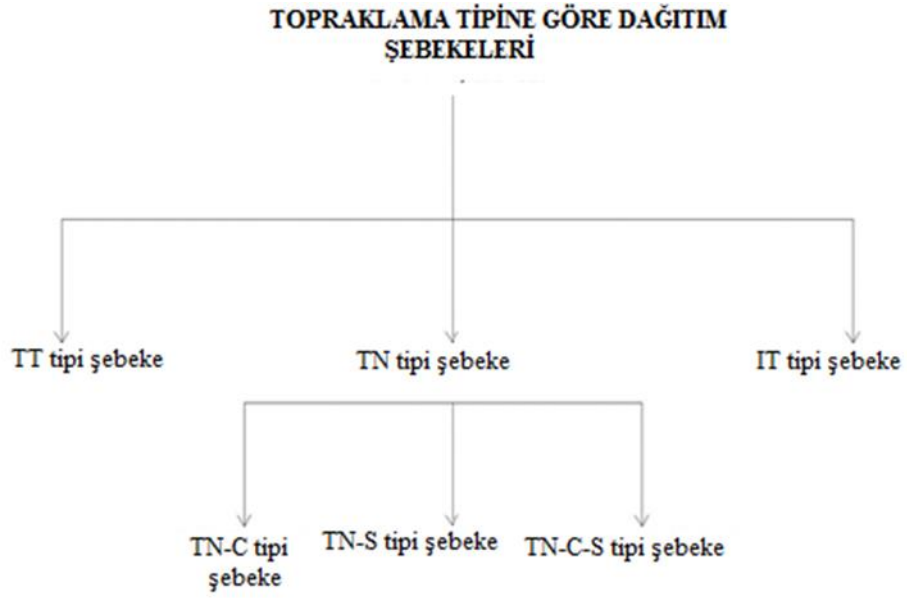 TOPRAKLAMA TİPİNE GÖRE DAĞITIM
ŞEBEKELERİ
TT tipi şebeke
TN tipi şebeke
IT tipi şebeke
TN-C tipi
şebeke
TN-S tipi şebeke
TN-C-S tipi şebeke